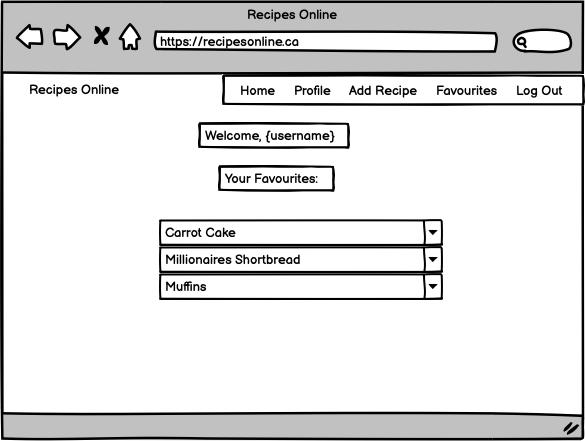 Recipes Online
https://recipesonline.ca
Recipes Online
Home Profile Add Recipe Favourites Log Out
Welcome, {username}
Your Favourites:
Carrot Cake
Millionaires Shortbread
Muffins